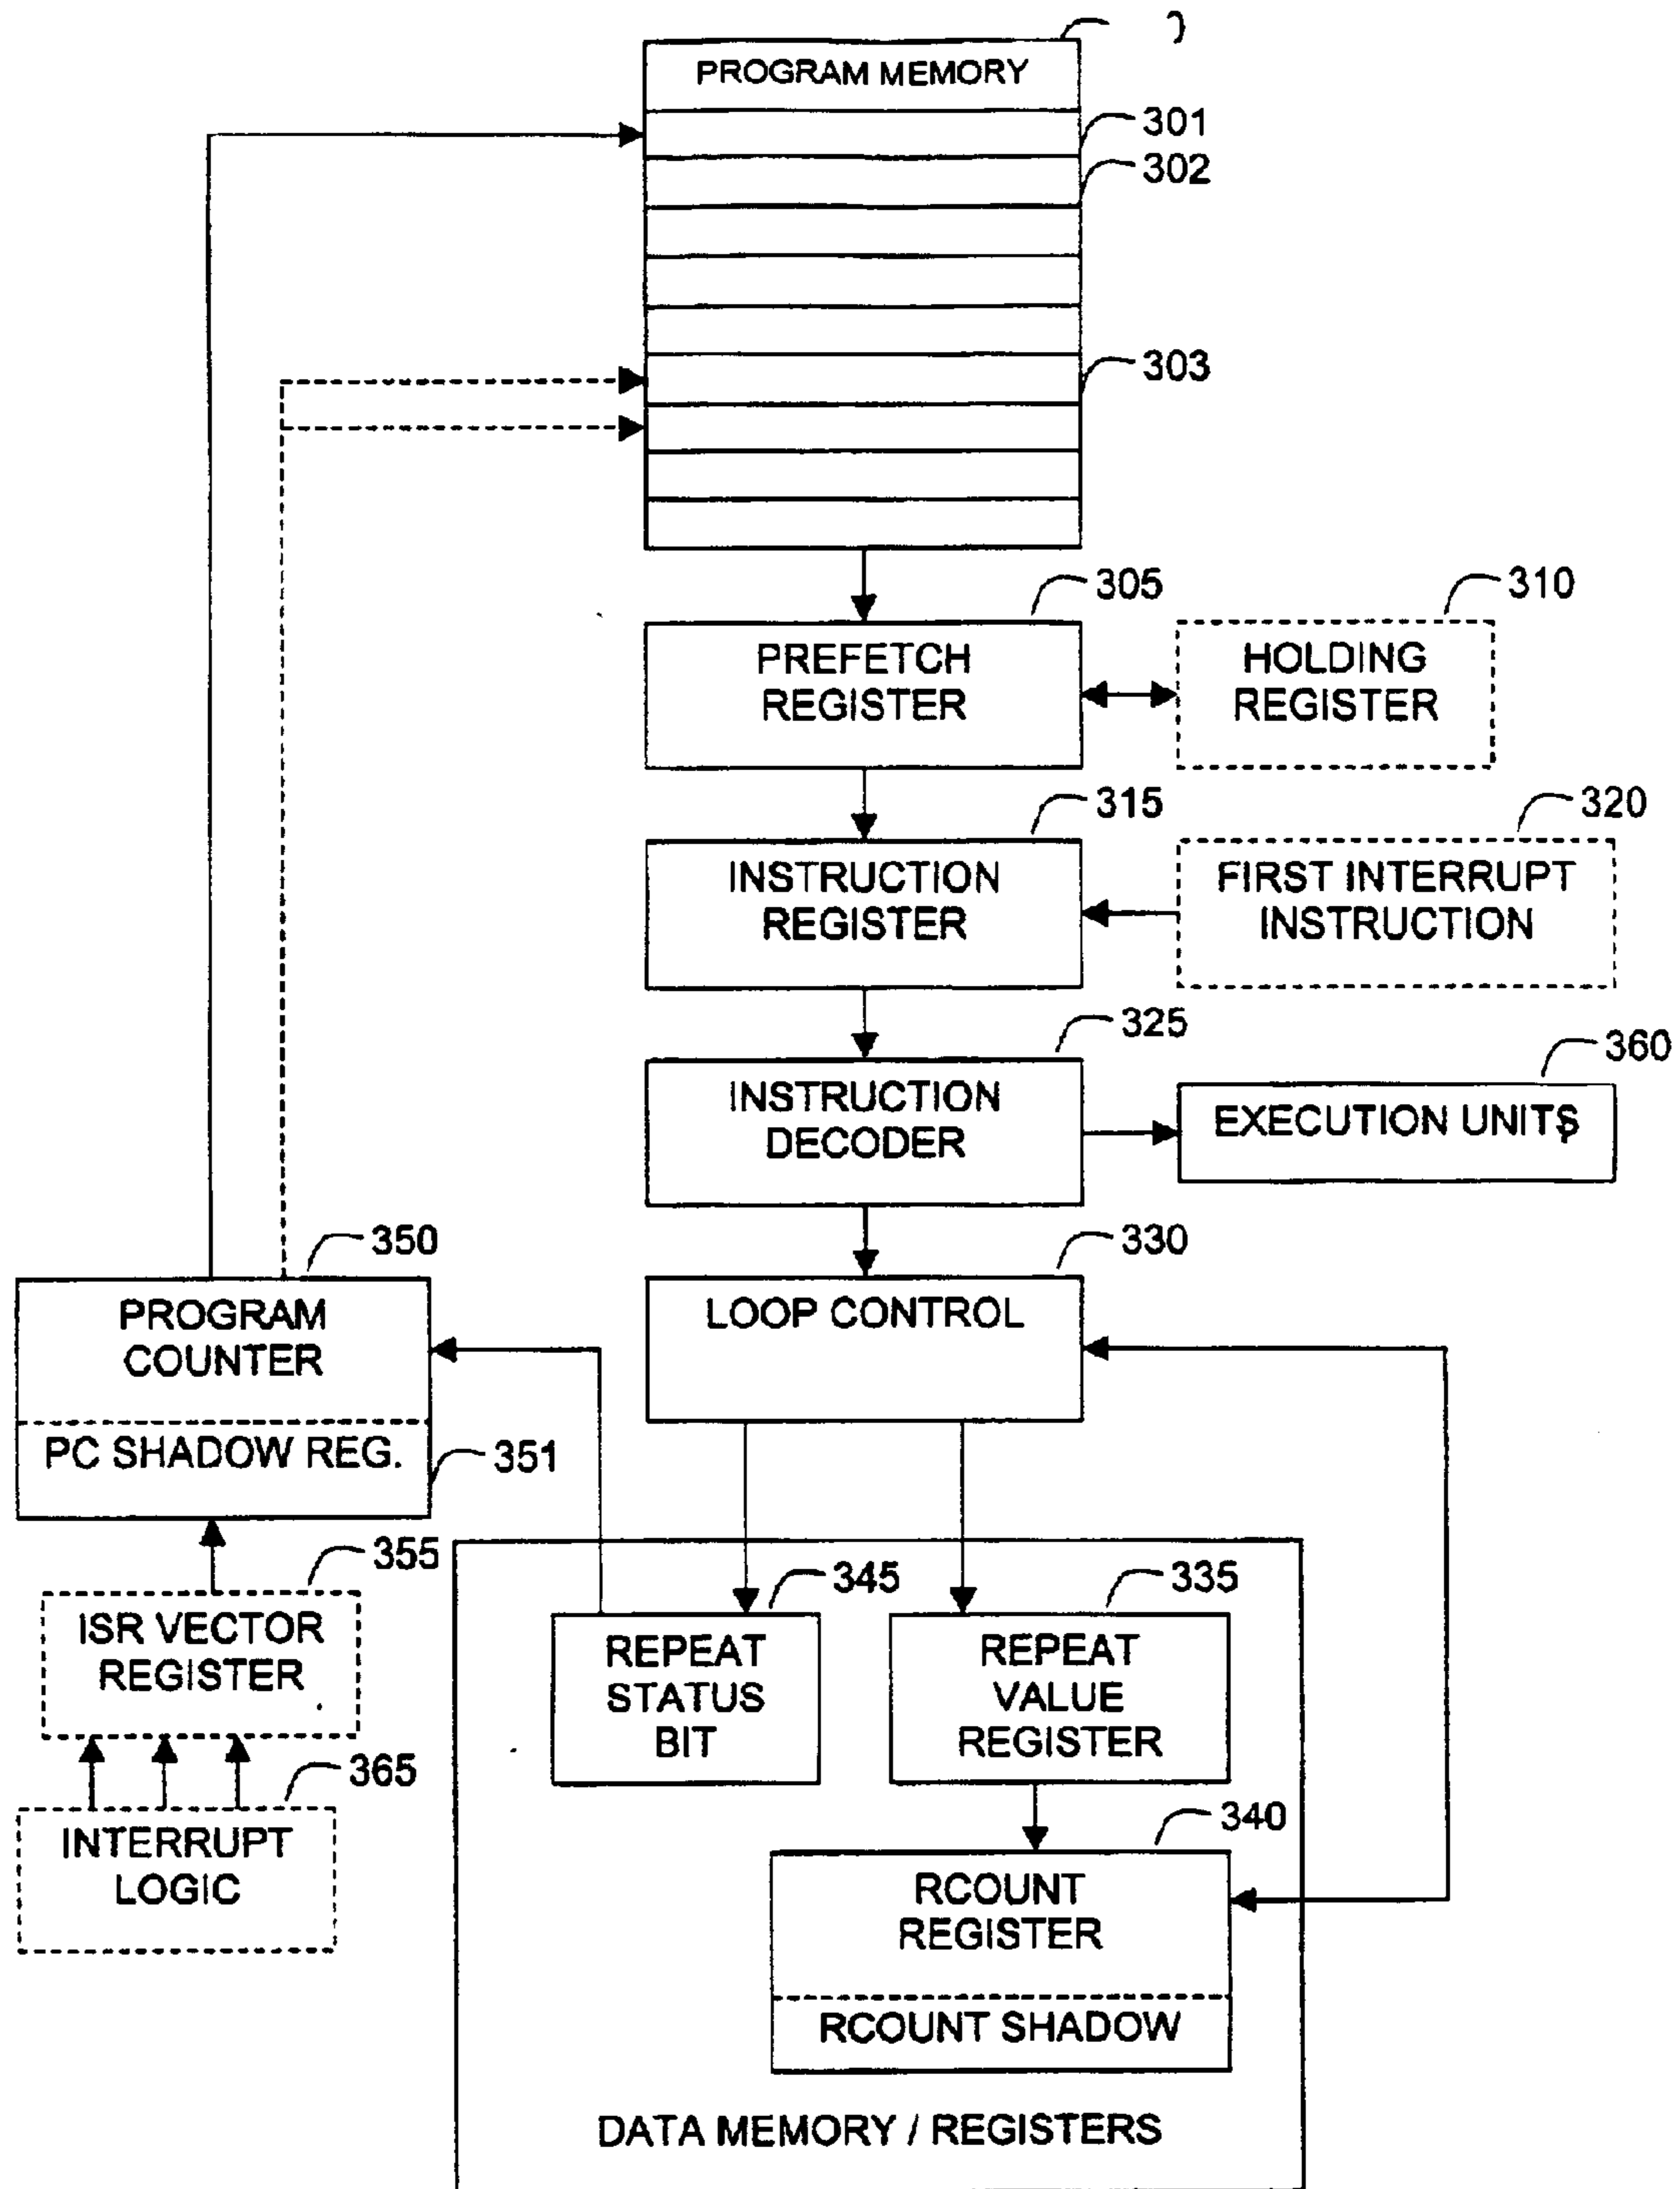 PROGRAM MEMORY
301
302
303
305
310
PREFETCH
REGISTER
HOLDING
REGISTER
315
320
INSTRUCTION
REGISTER
FIRST INTERRUPT
INSTRUCTION
325
360
INSTRUCTION
DECODER
EXECUTION UNITS
350
330
PROGRAM
COUNTER
LOOP CONTROL
PC SHADOW REG.
351
355
ISR VECTOR
REGISTER
345
335
REPEAT
STATUS
BIT
REPEAT
VALUE
REGISTER
365
INTERRUPT
LOGIC
340
RCOUNT
REGISTER
RCOUNT SHADOW
DATA MEMORY / REGISTERS